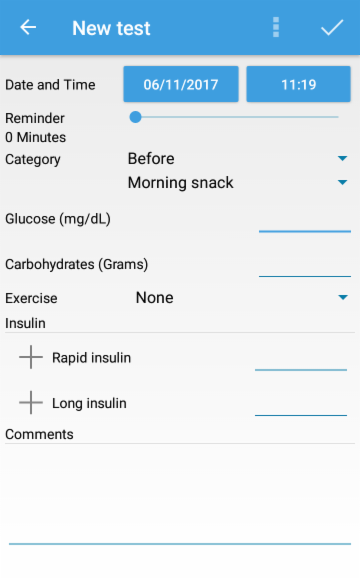 New test
Date and Time 06/11/2017 11:19
Reminder
0 Minutes
Category Before
Morning snack
Glucose (mg/dL)
Carbohydrates (Grams)
Exercise None
Insulin
Rapid insulin
Long insulin
Comments